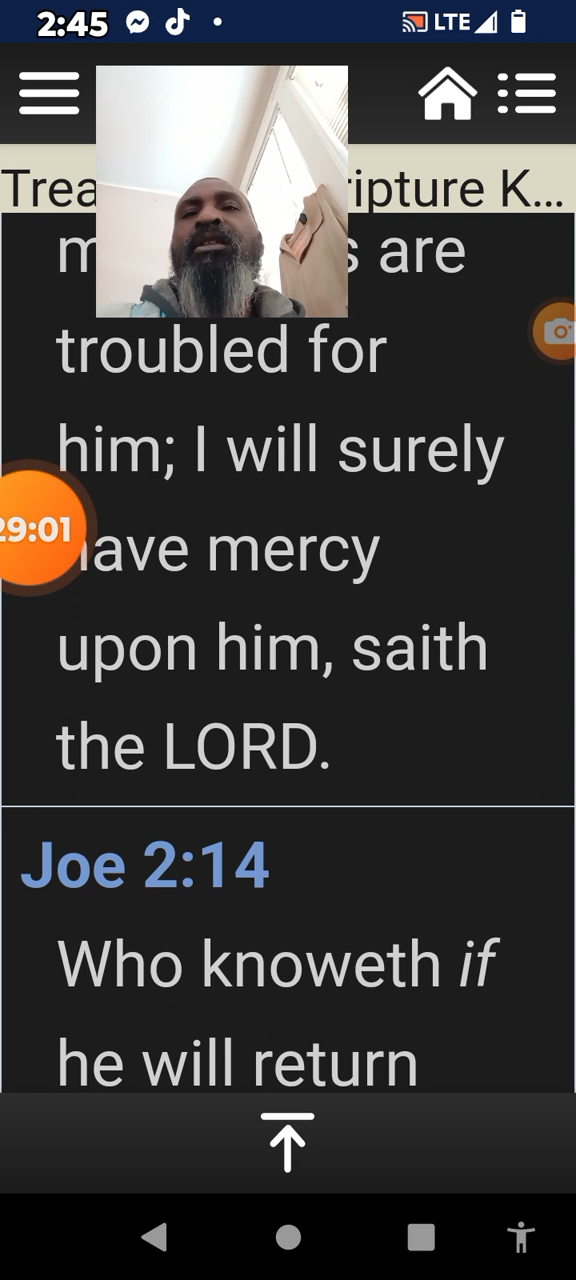 2:45 LTE
Trea ipture K...
are
troubled for
him; I will surely
29:01
ave mercy
upon him, saith
the LORD.
Joe 2:14
Who knoweth if
he will return